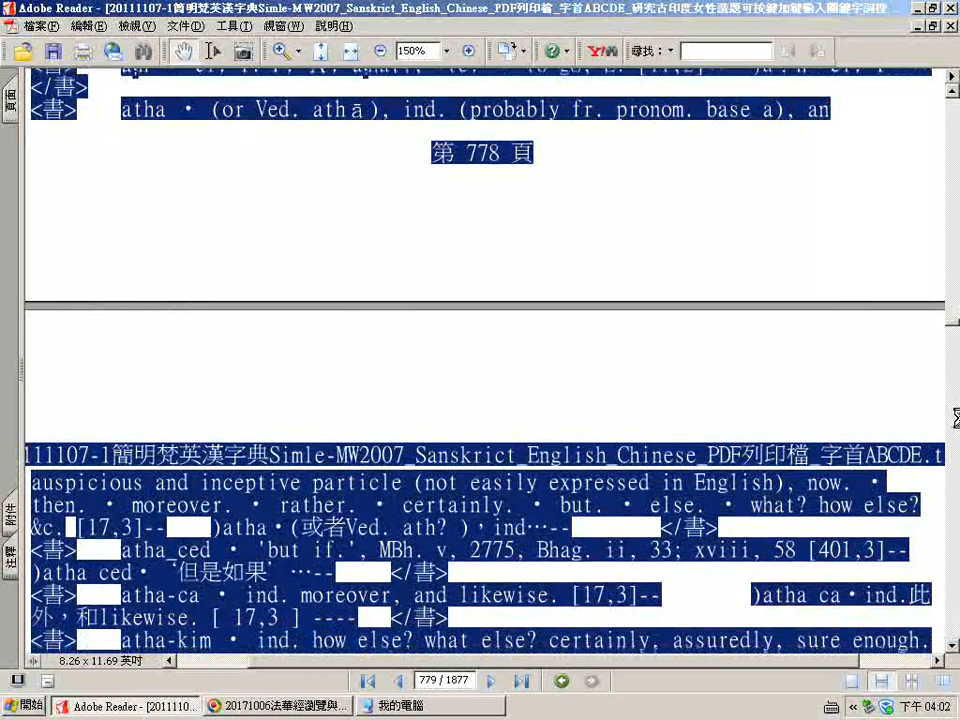 Adobe Reader - [20111107-1簡明梵英漢字典Simle-MW2007_Sanskrict_English_Chinese_PDF列印檔_字首ABCDE_研究古印度女性議題可按鍵加鍵輸入關鍵字詞搜
檔案(F) 編輯(E) 檢視(V) 文件(D) 工具(T) 視窗(W) 說明(H)
150% Y! 尋找:
頁面
</書>
<書> atha • (or Ved. athā), ind. (probably fr. pronom. base a), an
第 778 頁
111107-1簡明梵英漢字典Simle-MW2007_Sanskrict_English_Chinese_PDF列印檔_字首ABCDE.t
auspicious and inceptive particle (not easily expressed in English), now. •
then. • moreover. • rather. • certainly. • but. • else. • what? how else?
&c. [17,3]-- )atha•(或者Ved. ath? ),ind…-- </書>
<書> atha ced • 'but if.', MBh. v, 2775, Bhag. ii, 33; xviii, 58 [401,3]--
)atha ced• '但是如果' …-- </書>
<書> atha-ca • ind. moreover, and likewise. [17,3]-- )atha ca•ind.此
外,和likewise. [ 17,3 ] ---- </書>
<書> atha-kim • ind. how else? what else? certainly, assuredly, sure enough.
附件
注釋
8.26 x 11.69 英吋
779 / 1877
開始 Adobe Reader - [2011110... 20171006法華經瀏覽與... 我的電腦 下午 04:02